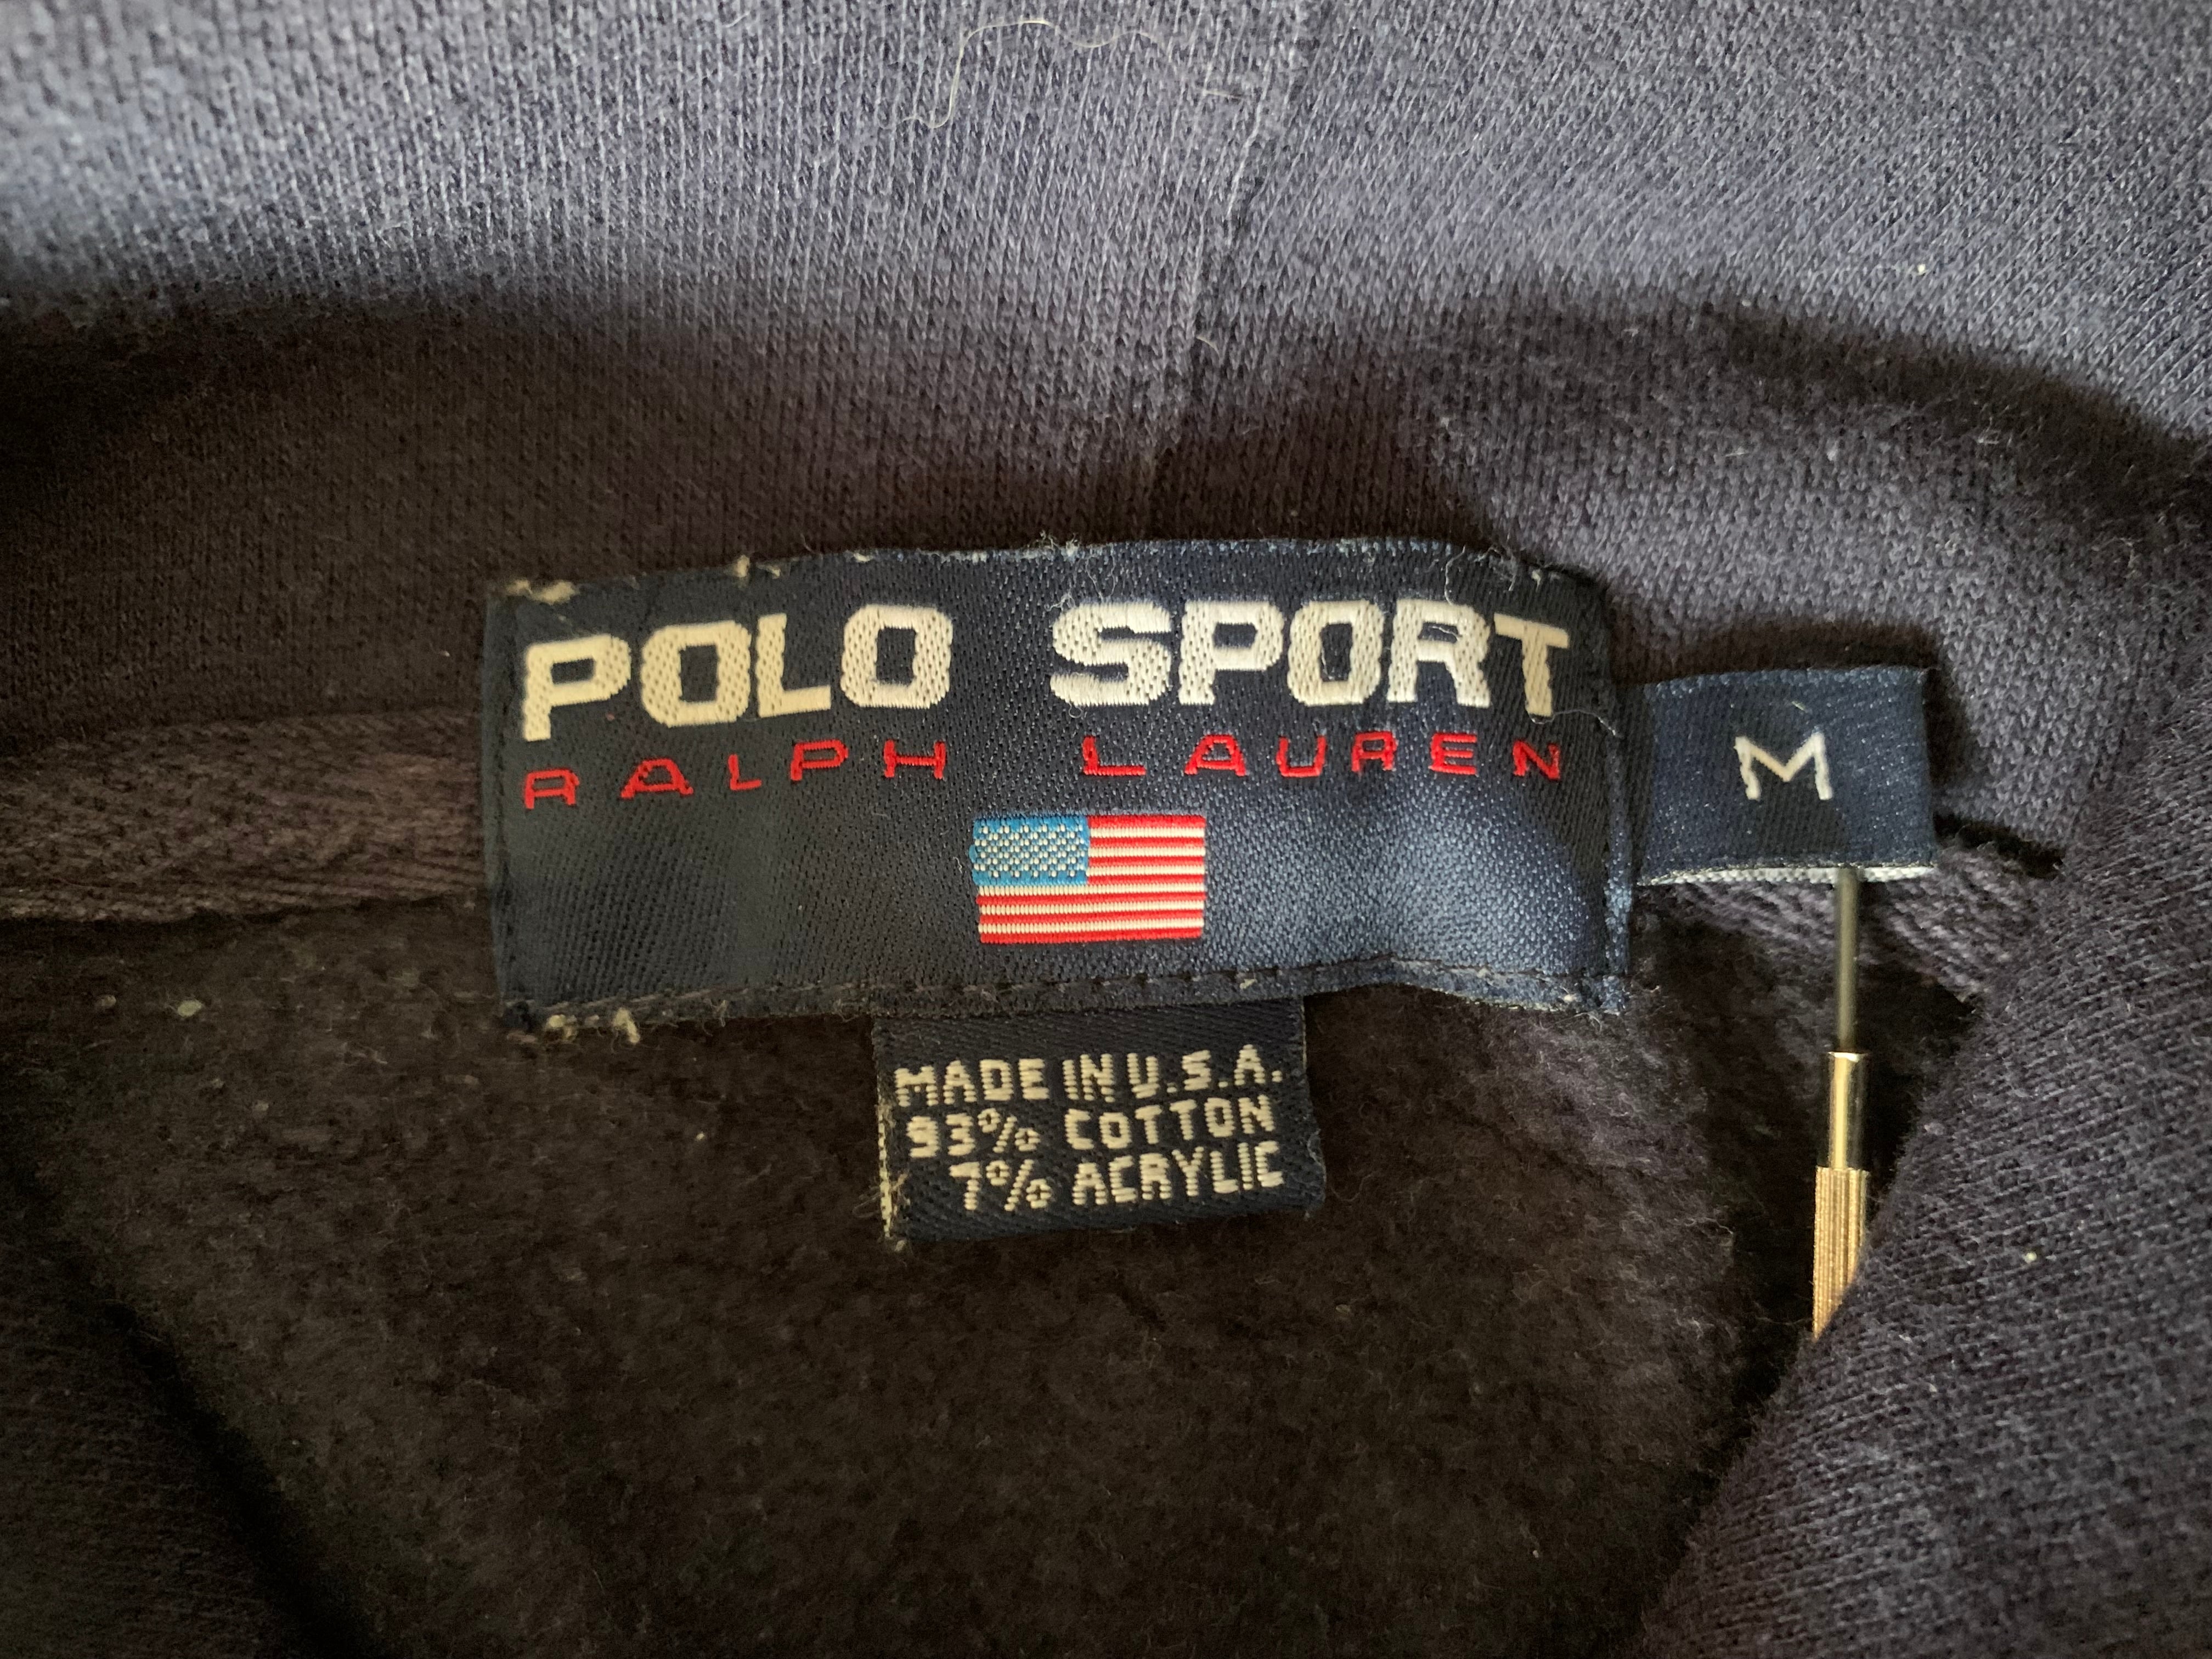 POLO SPORT
RALPH LAUREN
M
MADE IN U.S.A.
93% COTTON
7% ACRYLIC